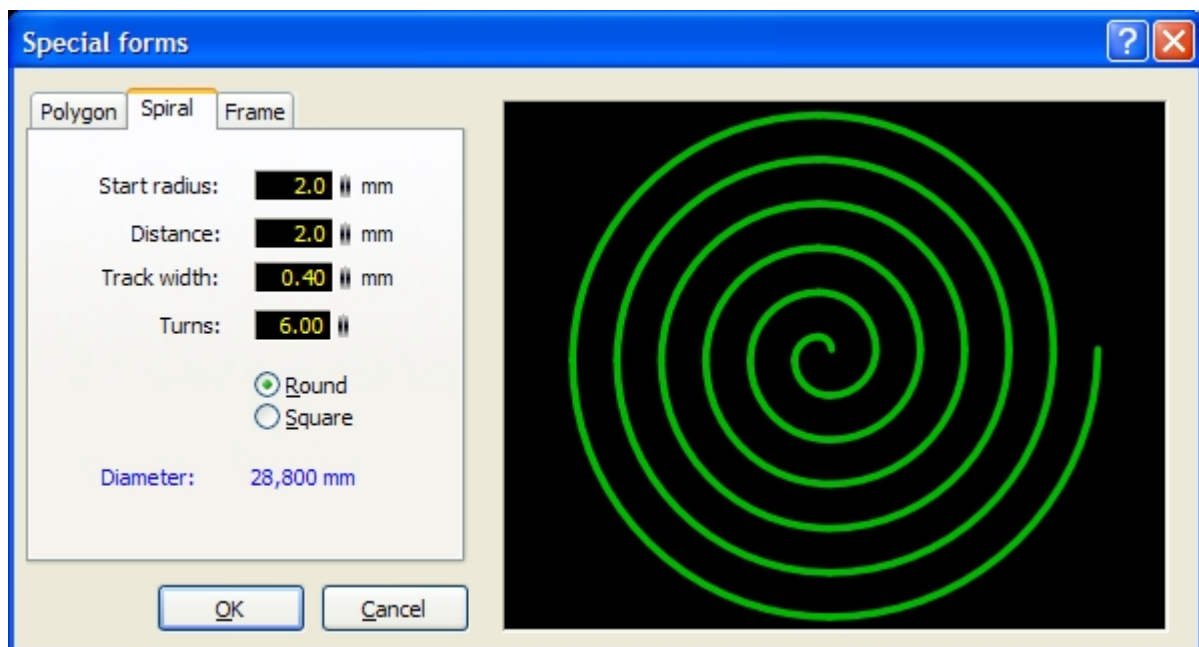 Special forms
Polygon Spiral Frame
Start radius: 2.0 mm
Distance: 2.0 mm
Track width: 0.40 mm
Turns: 6.00
Round
Square
Diameter: 28,800 mm
OK Cancel